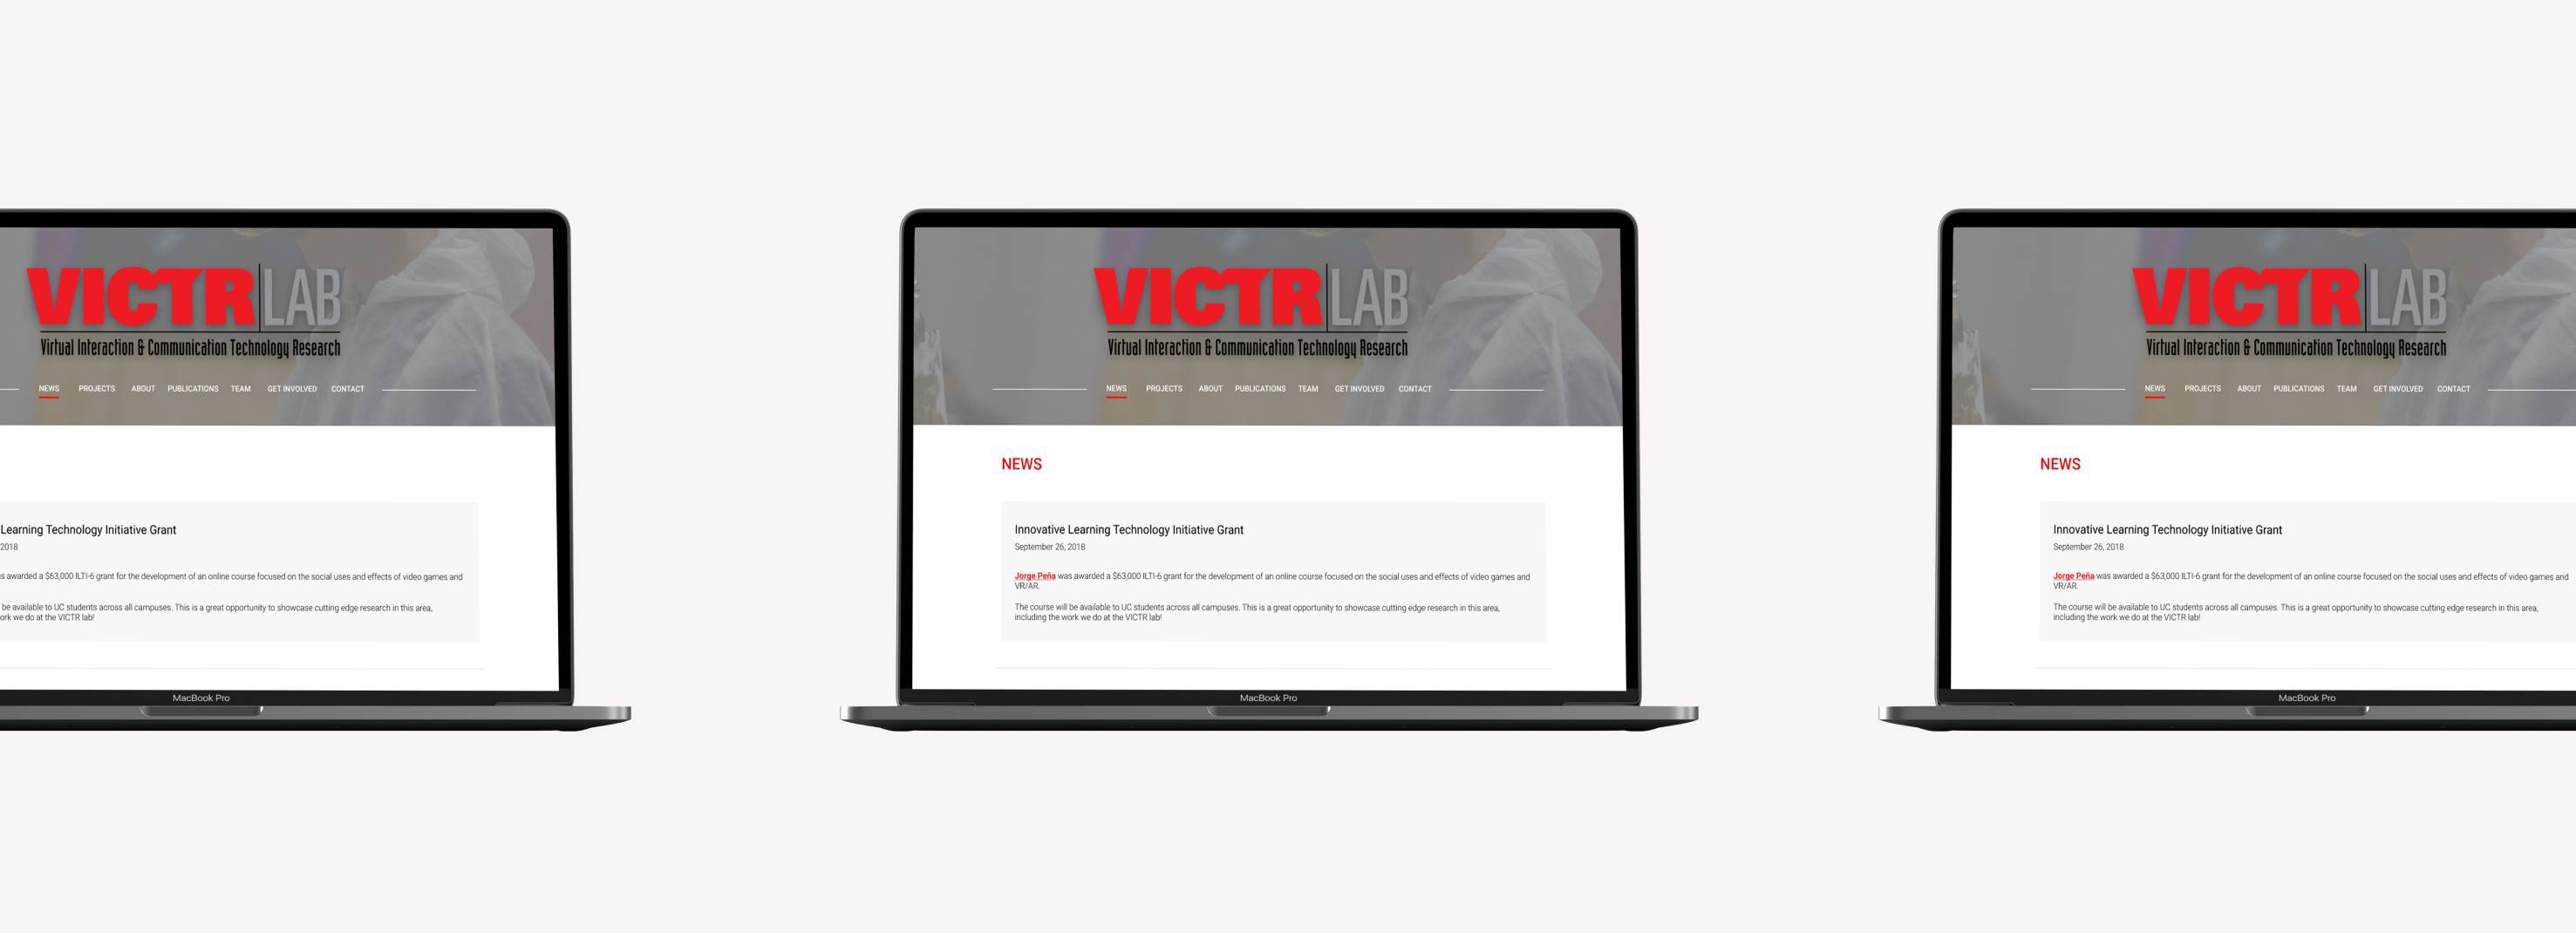 VICTR LAB
Virtual Interaction & Communication Technology Research
NEWS PROJECTS ABOUT PUBLICATIONS TEAM GET INVOLVED CONTACT
Learning Technology Initiative Grant
2018
s awarded a $63,000 ILTI-6 grant for the development of an online course focused on the social uses and effects of video games and
be available to UC students across all campuses. This is a great opportunity to showcase cutting edge research in this area,
ork we do at the VICTR lab!
MacBook Pro
VICTR LAB
Virtual Interaction & Communication Technology Research
NEWS PROJECTS ABOUT PUBLICATIONS TEAM GET INVOLVED CONTACT
NEWS
Innovative Learning Technology Initiative Grant
September 26, 2018
Jorge Peña was awarded a $63,000 ILTI-6 grant for the development of an online course focused on the social uses and effects of video games and
VR/AR.
The course will be available to UC students across all campuses. This is a great opportunity to showcase cutting edge research in this area,
including the work we do at the VICTR lab!
MacBook Pro
VICTR LAB
Virtual Interaction & Communication Technology Research
NEWS PROJECTS ABOUT PUBLICATIONS TEAM GET INVOLVED CONTACT
NEWS
Innovative Learning Technology Initiative Grant
September 26, 2018
Jorge Peña was awarded a $63,000 ILTI-6 grant for the development of an online course focused on the social uses and effects of video games and
VR/AR.
The course will be available to UC students across all campuses. This is a great opportunity to showcase cutting edge research in this area,
including the work we do at the VICTR lab!
MacBook Pro